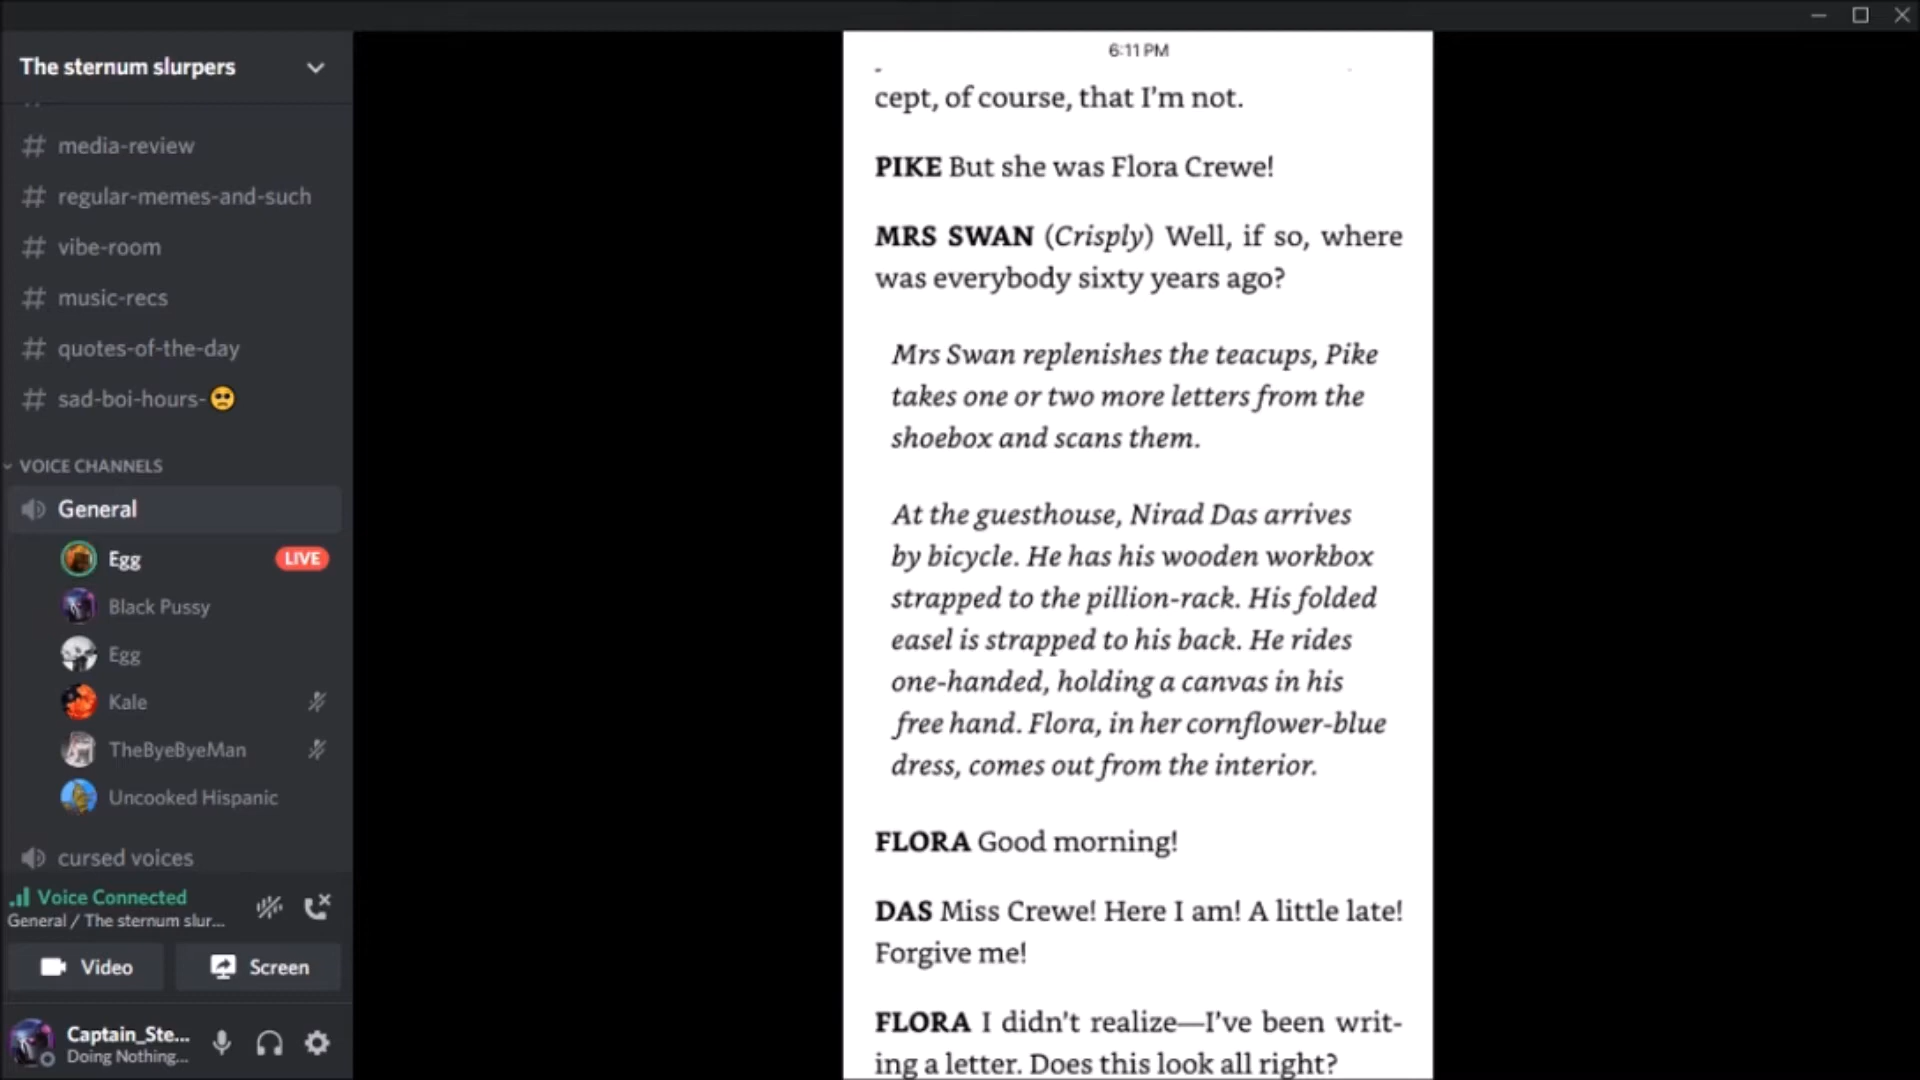 The sternum slurpers
media-review
regular-memes-and-such
vibe-room
music-recs
quotes-of-the-day
sad-boi-hours-🥺
VOICE CHANNELS
General
Egg LIVE
Black Pussy
Egg
Kale
TheByeByeMan
Uncooked Hispanic
cursed voices
Voice Connected
General / The sternum slur...
Video Screen
Captain_Ste...
Doing Nothing...
6:11 PM
cept, of course, that I’m not.
PIKE But she was Flora Crewe!
MRS SWAN (Crisply) Well, if so, where
was everybody sixty years ago?
Mrs Swan replenishes the teacups, Pike
takes one or two more letters from the
shoebox and scans them.
At the guesthouse, Nirad Das arrives
by bicycle. He has his wooden workbox
strapped to the pillion-rack. His folded
easel is strapped to his back. He rides
one-handed, holding a canvas in his
free hand. Flora, in her cornflower-blue
dress, comes out from the interior.
FLORA Good morning!
DAS Miss Crewe! Here I am! A little late!
Forgive me!
FLORA I didn’t realize—I’ve been writ-
ing a letter. Does this look all right?